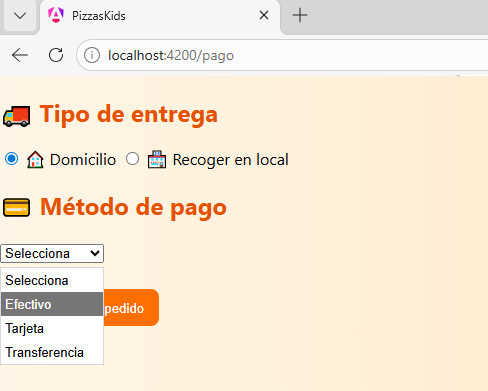 PizzasKids
localhost:4200/pago
Tipo de entrega
Domicilio Recoger en local
Método de pago
Selecciona
Selecciona
Efectivo
pedido
Tarjeta
Transferencia